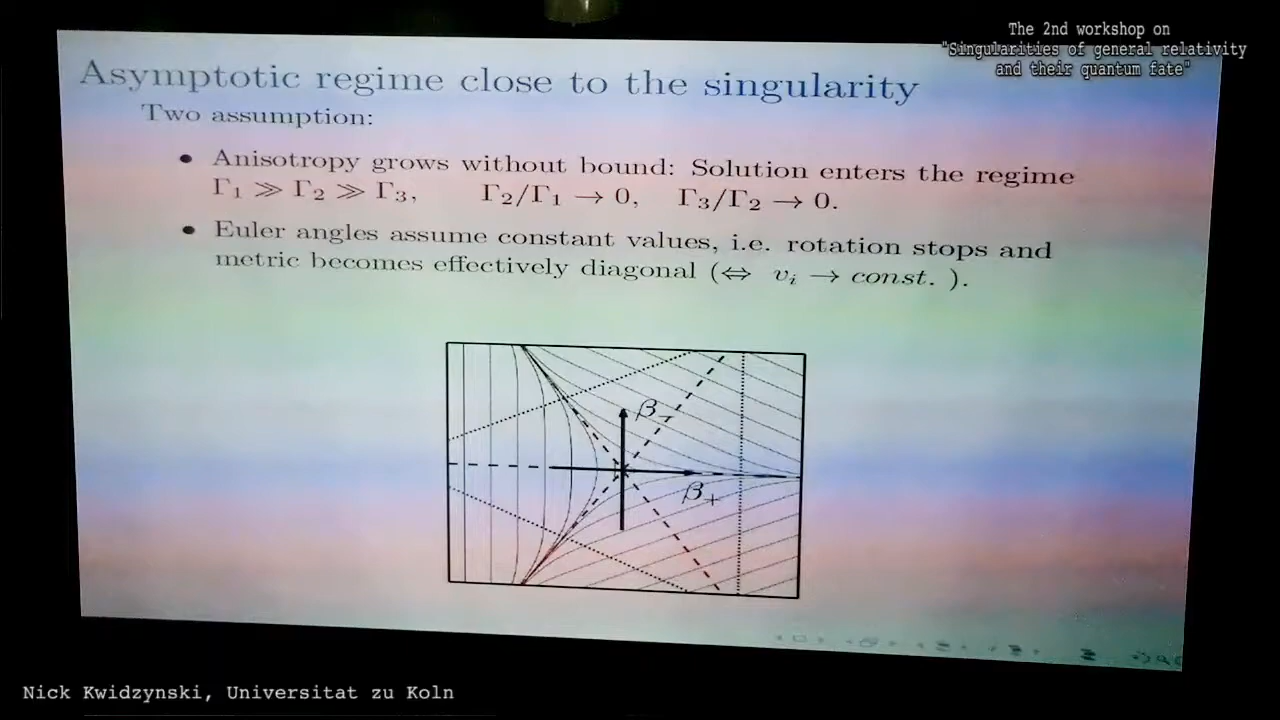 The 2nd workshop on
"Singularities of general relativity
and their quantum fate"
Asymptotic regime close to the singularity
Two assumption:
• Anisotropy grows without bound: Solution enters the regime
Γ₁ ≫ Γ₂ ≫ Γ₃, Γ₂/Γ₁ → 0, Γ₃/Γ₂ → 0.
• Euler angles assume constant values, i.e. rotation stops and
metric becomes effectively diagonal (⇔ vᵢ → const. ).
β₋
β₊
Nick Kwidzynski, Universitat zu Koln